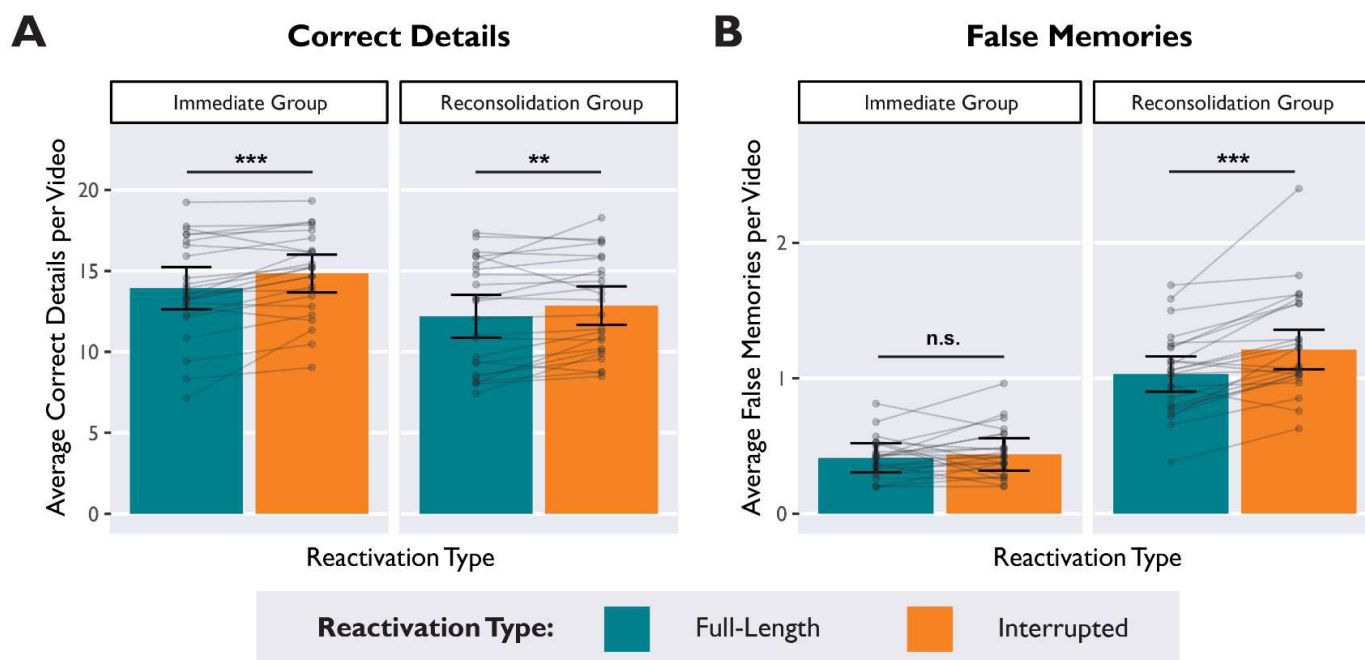 A
Correct Details
Immediate Group
Reconsolidation Group
Average Correct Details per Video
20
15
10
5
0
***
**
Reactivation Type
B
False Memories
Immediate Group
Reconsolidation Group
Average False Memories per Video
2
1
0
n.s.
***
Reactivation Type
Reactivation Type: Full-Length Interrupted